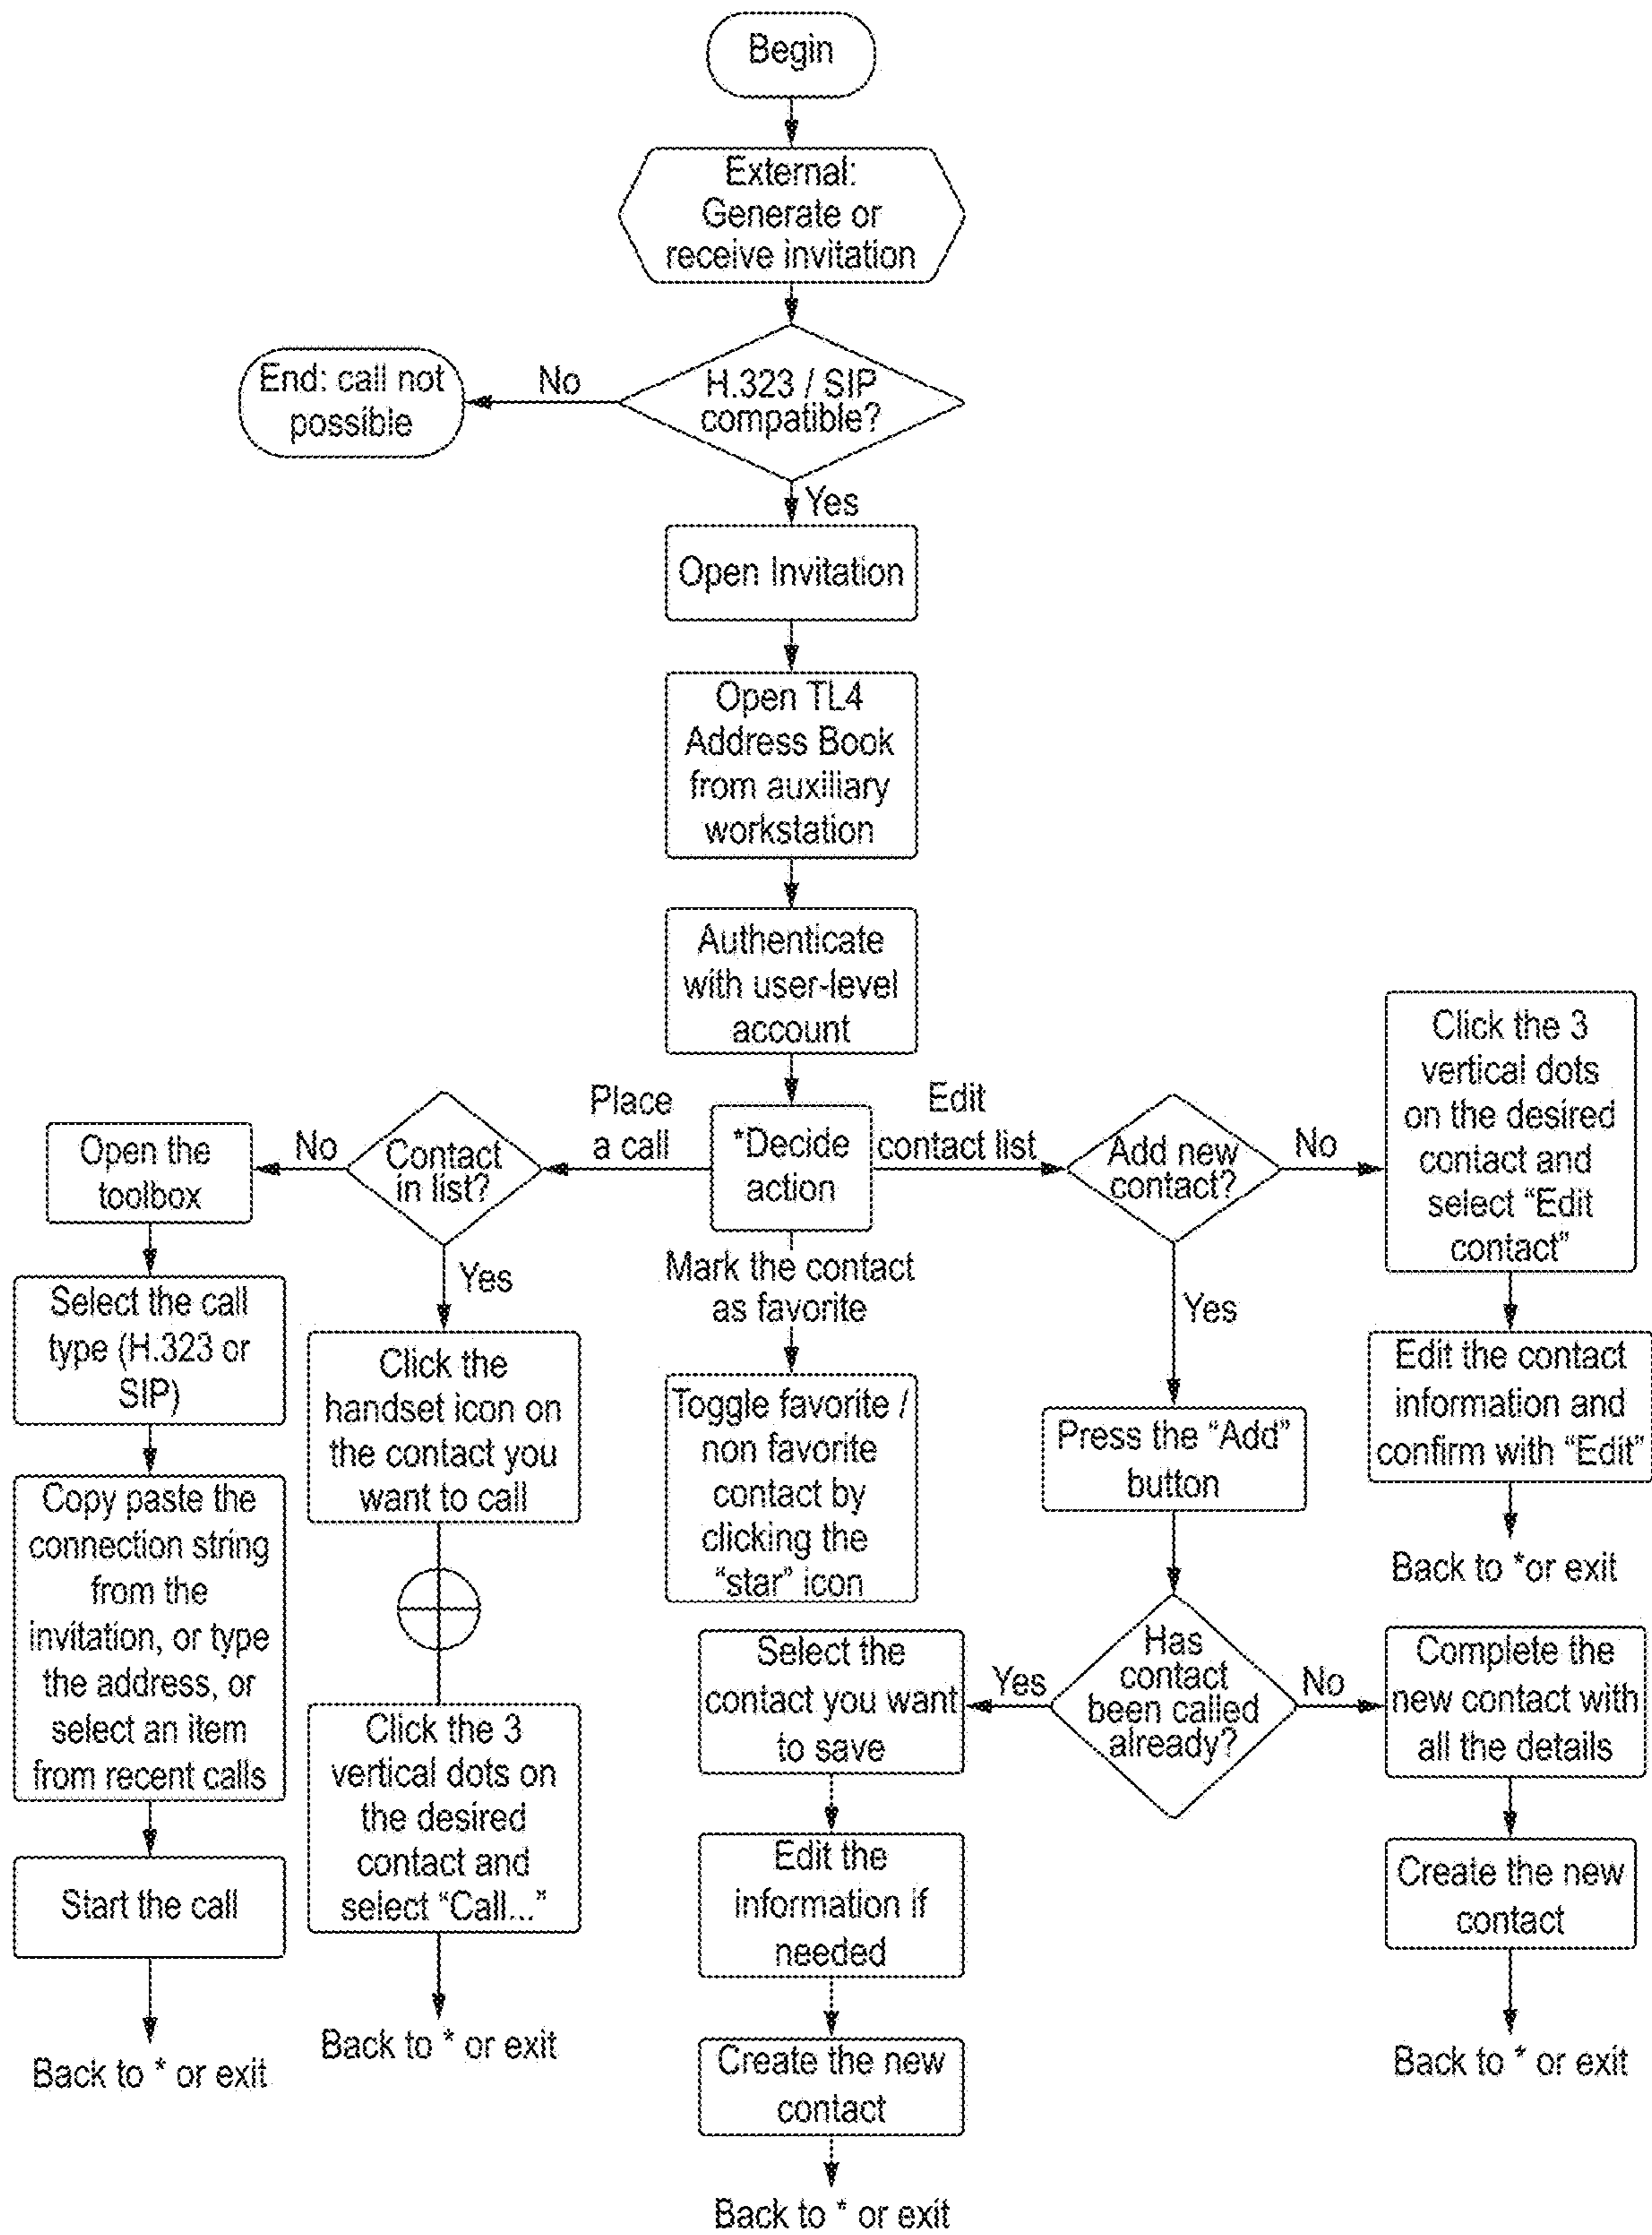 Begin
External:
Generate or
receive invitation
H.323 / SIP
compatible?
No
End: call not
possible
Yes
Open Invitation
Open TL4
Address Book
from auxiliary
workstation
Authenticate
with user-level
account
*Decide
action
Place
a call
Contact
in list?
No
Open the
toolbox
Select the call
type (H.323 or
SIP)
Copy paste the
connection string
from the
invitation, or type
the address, or
select an item
from recent calls
Start the call
Back to * or exit
Yes
Click the
handset icon on
the contact you
want to call
Click the 3
vertical dots on
the desired
contact and
select “Call...”
Back to * or exit
Mark the contact
as favorite
Toggle favorite /
non favorite
contact by
clicking the
“star” icon
Edit
contact list
Add new
contact?
No
Click the 3
vertical dots
on the desired
contact and
select “Edit
contact”
Edit the contact
information and
confirm with “Edit”
Back to *or exit
Yes
Press the “Add”
button
Has
contact
been called
already?
Yes
Select the
contact you want
to save
Edit the
information if
needed
Create the new
contact
Back to * or exit
No
Complete the
new contact with
all the details
Create the new
contact
Back to * or exit